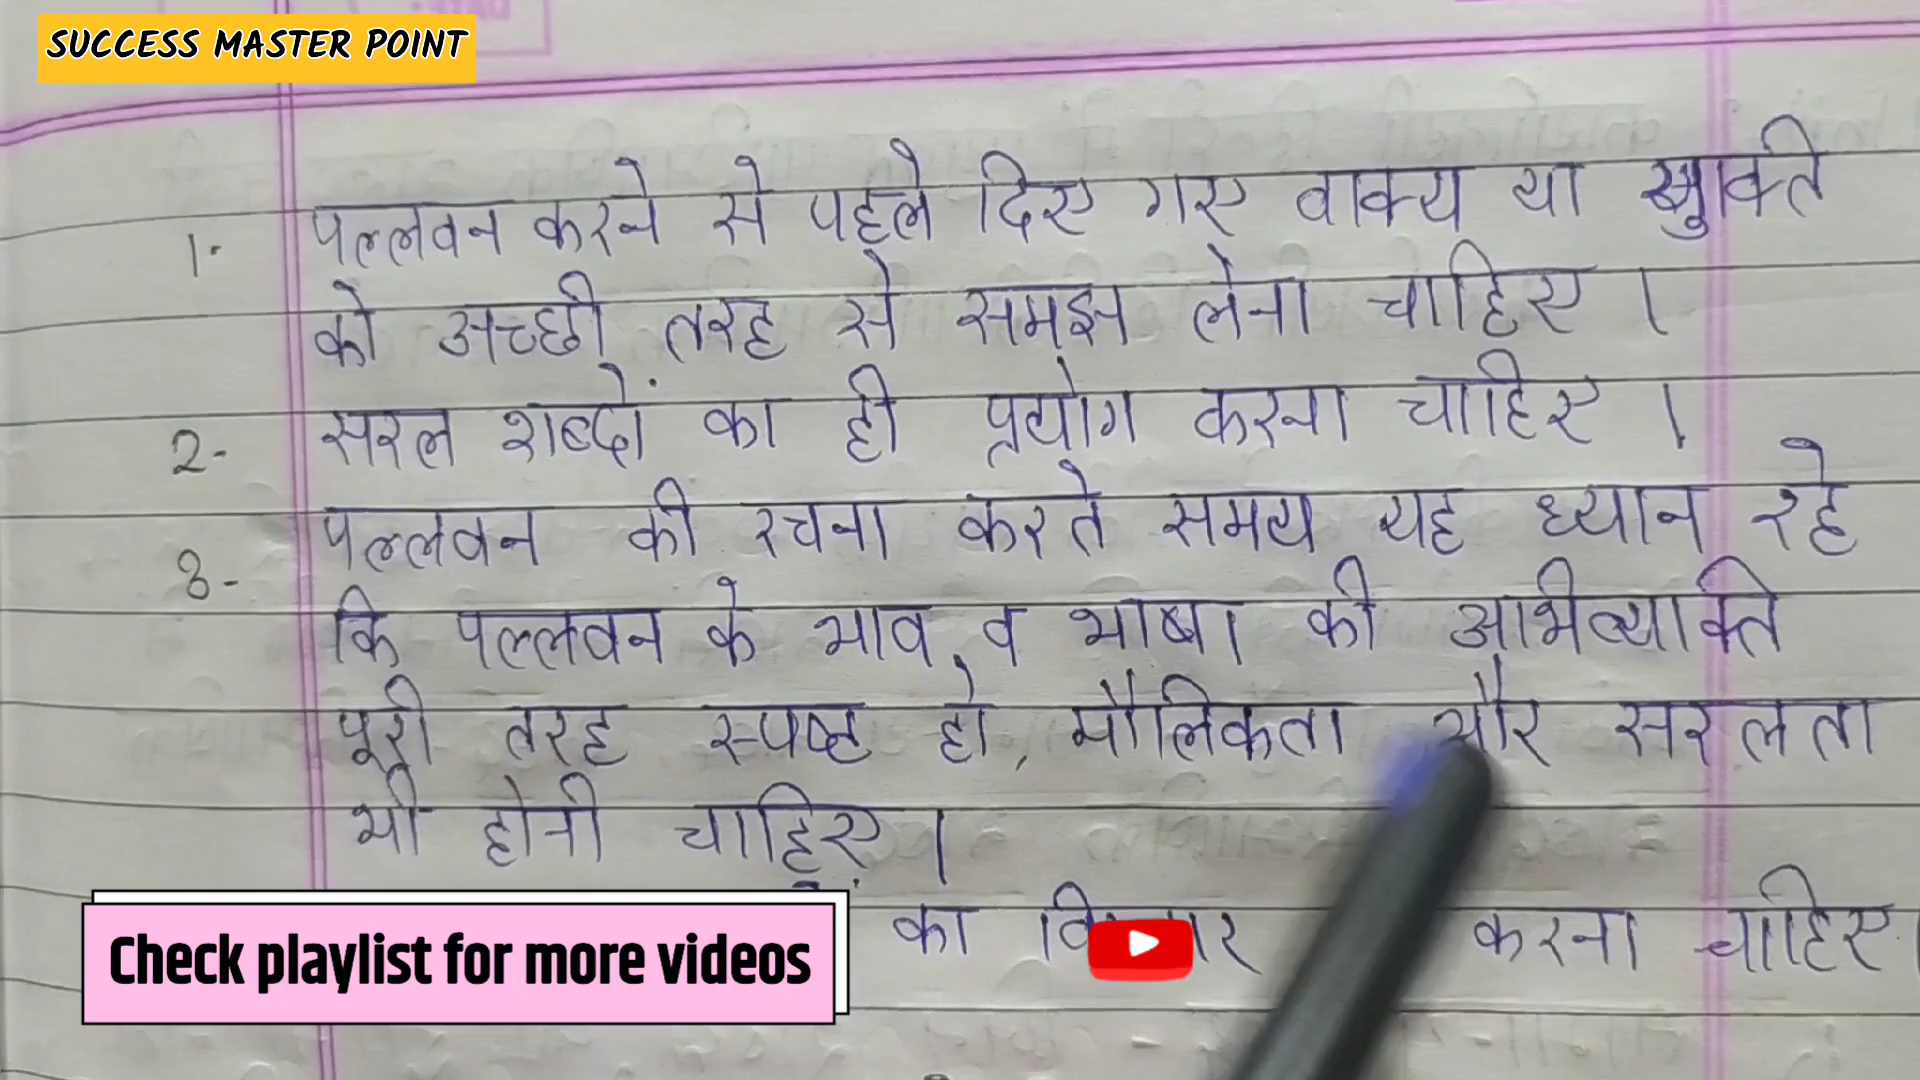 SUCCESS MASTER POINT
1. पल्लवन करने से पहले दिए गए वाक्य या सुक्ति
को अच्छी तरह से समझ लेना चाहिए ।
2- सरल शब्दों का ही प्रयोग करना चाहिए ।
3- पल्लवन की रचना करते समय यह ध्यान रहे
कि पल्लवन के भाव व भाषा की अभिव्यक्ति
पूरी तरह स्पष्ट हो, मौलिकता और सरलता
भी होनी चाहिए ।
का करना चाहिए ।
Check playlist for more videos